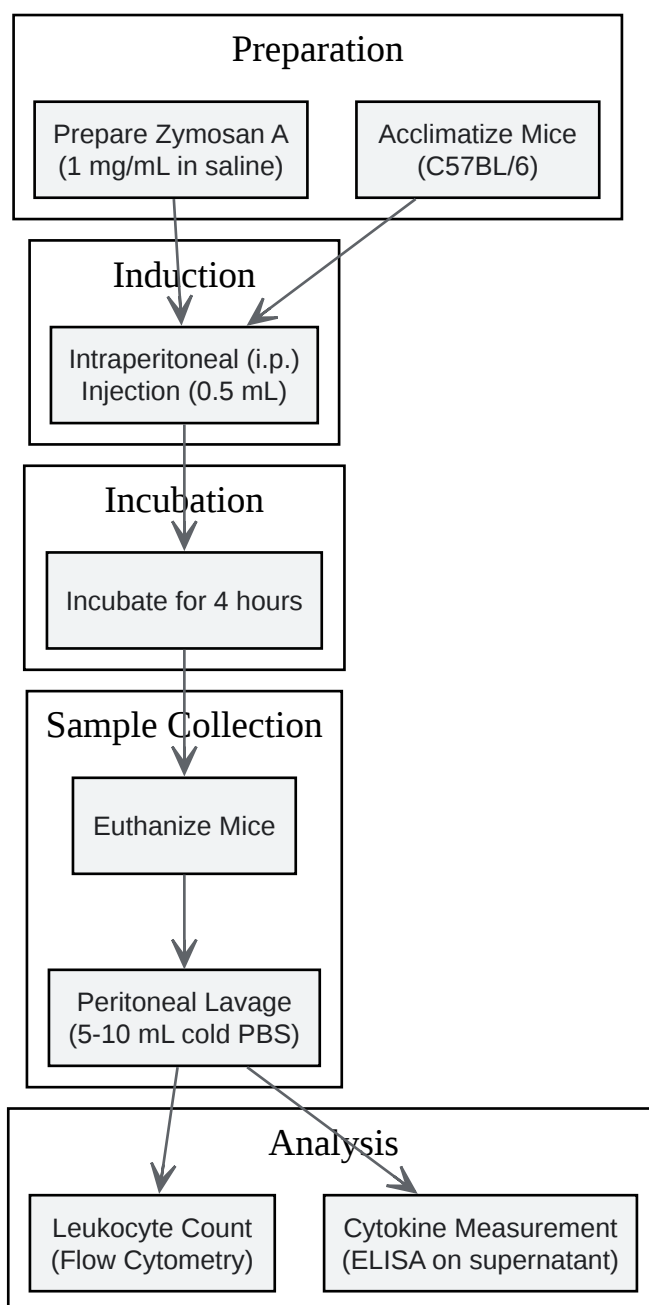 Preparation
Prepare Zymosan A
(1 mg/mL in saline)
Acclimatize Mice
(C57BL/6)
Induction
Intraperitoneal (i.p.)
Injection (0.5 mL)
Incubation
Incubate for 4 hours
Sample Collection
Euthanize Mice
Peritoneal Lavage
(5-10 mL cold PBS)
Analysis
Leukocyte Count
(Flow Cytometry)
Cytokine Measurement
(ELISA on supernatant)